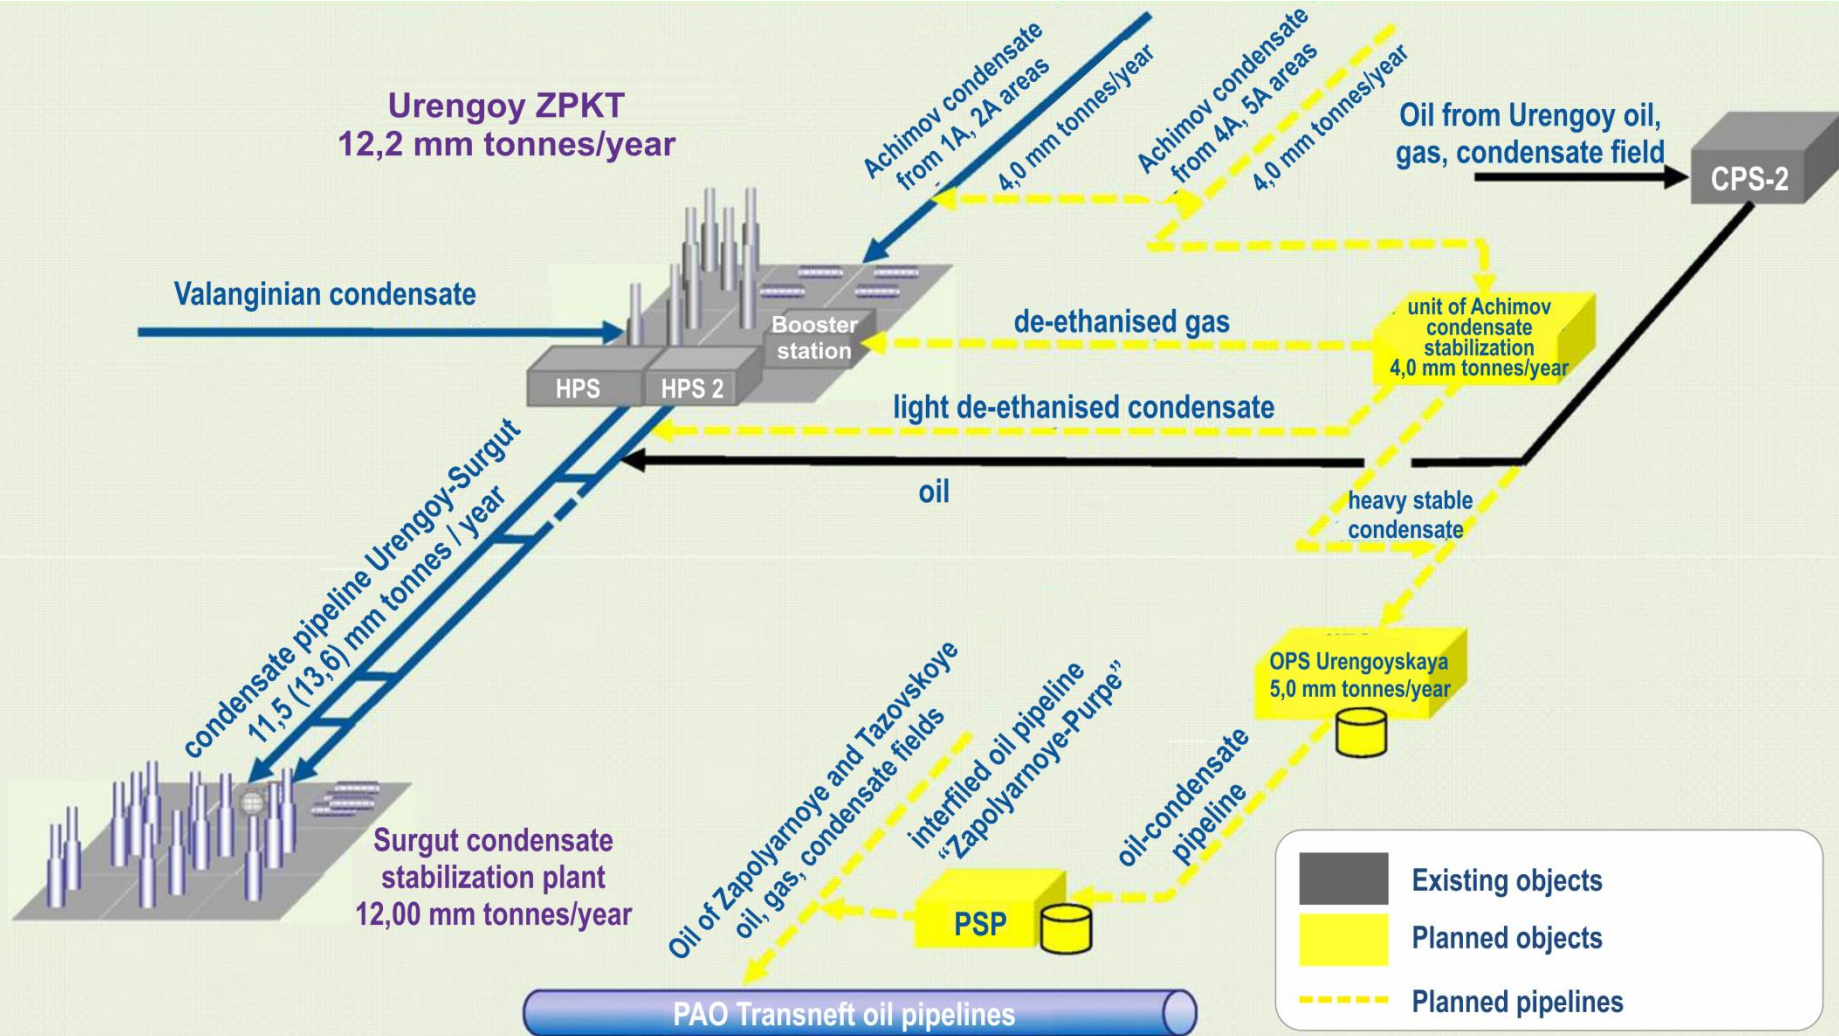 Urengoy ZPKT
12,2 mm tonnes/year
Achimov condensate
from 1A, 2A areas
4,0 mm tonnes/year
Achimov condensate
from 4A, 5A areas
4,0 mm tonnes/year
Oil from Urengoy oil,
gas, condensate field
CPS-2
Valanginian condensate
Booster
station
HPS
HPS 2
de-ethanised gas
unit of Achimov
condensate
stabilization
4,0 mm tonnes/year
light de-ethanised condensate
oil
heavy stable
condensate
condensate pipeline Urengoy-Surgut
11,5 (13,6) mm tonnes / year
OPS Urengoyskaya
5,0 mm tonnes/year
Oil of Zapolyarnoye and Tazovskoye
oil, gas, condensate fields
interfiled oil pipeline
“Zapolyarnoye-Purpe”
oil-condensate
pipeline
Surgut condensate
stabilization plant
12,00 mm tonnes/year
PSP
PAO Transneft oil pipelines
Existing objects
Planned objects
Planned pipelines